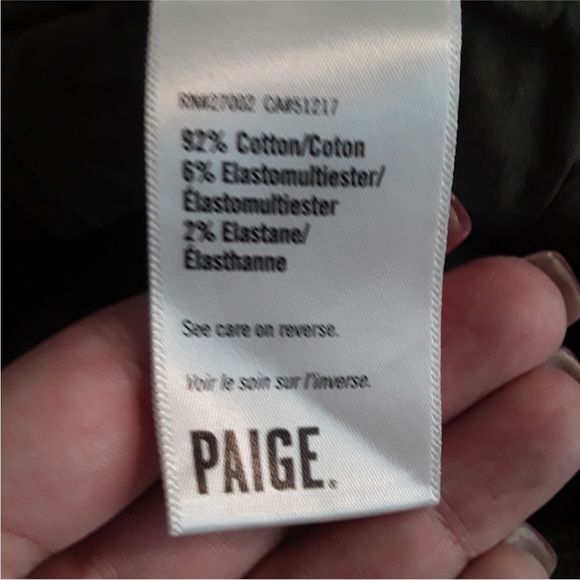 RN#27002 CA#51217
92% Cotton/Coton
6% Elastomultiester/
Élastomultiester
2% Elastane/
Élasthanne
See care on reverse.
Voir le soin sur l'inverse.
PAIGE.